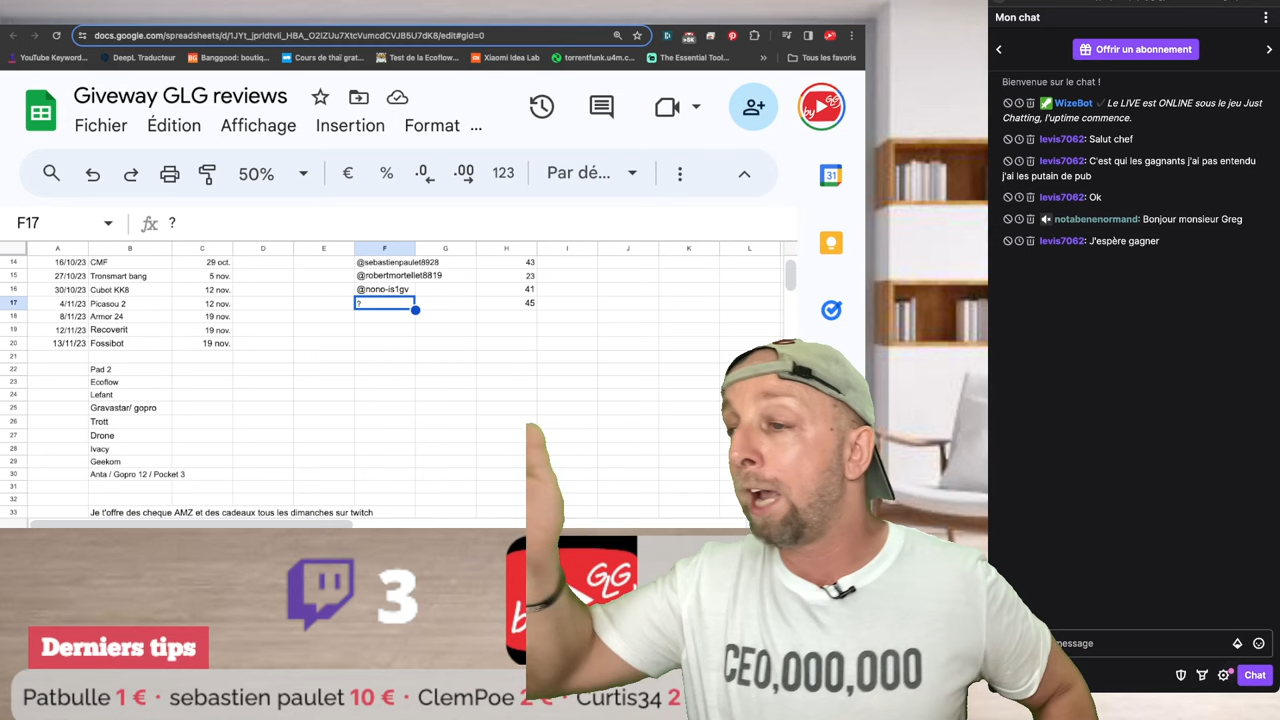 docs.google.com/spreadsheets/d/1JYt_jprldtvIi_HBA_O2IZUu7XtcVumcdCVJB5U7dK8/edit#gid=0
YouTube Keyword... DeepL Traducteur Banggood: boutiq... Cours de thaï grat... Test de la Ecoflow... Xiaomi Idea Lab torrentfunk.u4m.c... The Essential Tool... » Tous les favoris
Giveway GLG reviews
Fichier Édition Affichage Insertion Format ...
50% € % .0 .00 123 Par dé...
31
F17 fx ?
A B C D E F G H I J K L
14 16/10/23 CMF 29 oct. @sebastienpaulet8928 43
15 27/10/23 Tronsmart bang 5 nov. @robertmortellet8819 23
16 30/10/23 Cubot KK8 12 nov. @nono-is1gv 41
17 4/11/23 Picasou 2 12 nov. ? 45
18 8/11/23 Armor 24 19 nov.
19 12/11/23 Recoverit 19 nov.
20 13/11/23 Fossibot 19 nov.
21
22 Pad 2
23 Ecoflow
24 Lefant
25 Gravastar/ gopro
26 Trott
27 Drone
28 Ivacy
29 Geekom
30 Anta / Gopro 12 / Pocket 3
31
32
33 Je t'offre des cheque AMZ et des cadeaux tous les dimanches sur twitch
3
GLG
Derniers tips
Patbulle 1 € · sebastien paulet 10 € · ClemPoe 2 € · Curtis34 2
CEO,000,000
Mon chat
Offrir un abonnement
Bienvenue sur le chat !
WizeBot ✓ Le LIVE est ONLINE sous le jeu Just
Chatting, l'uptime commence.
levis7062: Salut chef
levis7062: C'est qui les gagnants j'ai pas entendu
j'ai les putain de pub
levis7062: Ok
notabenenormand: Bonjour monsieur Greg
levis7062: J'espère gagner
message
Chat